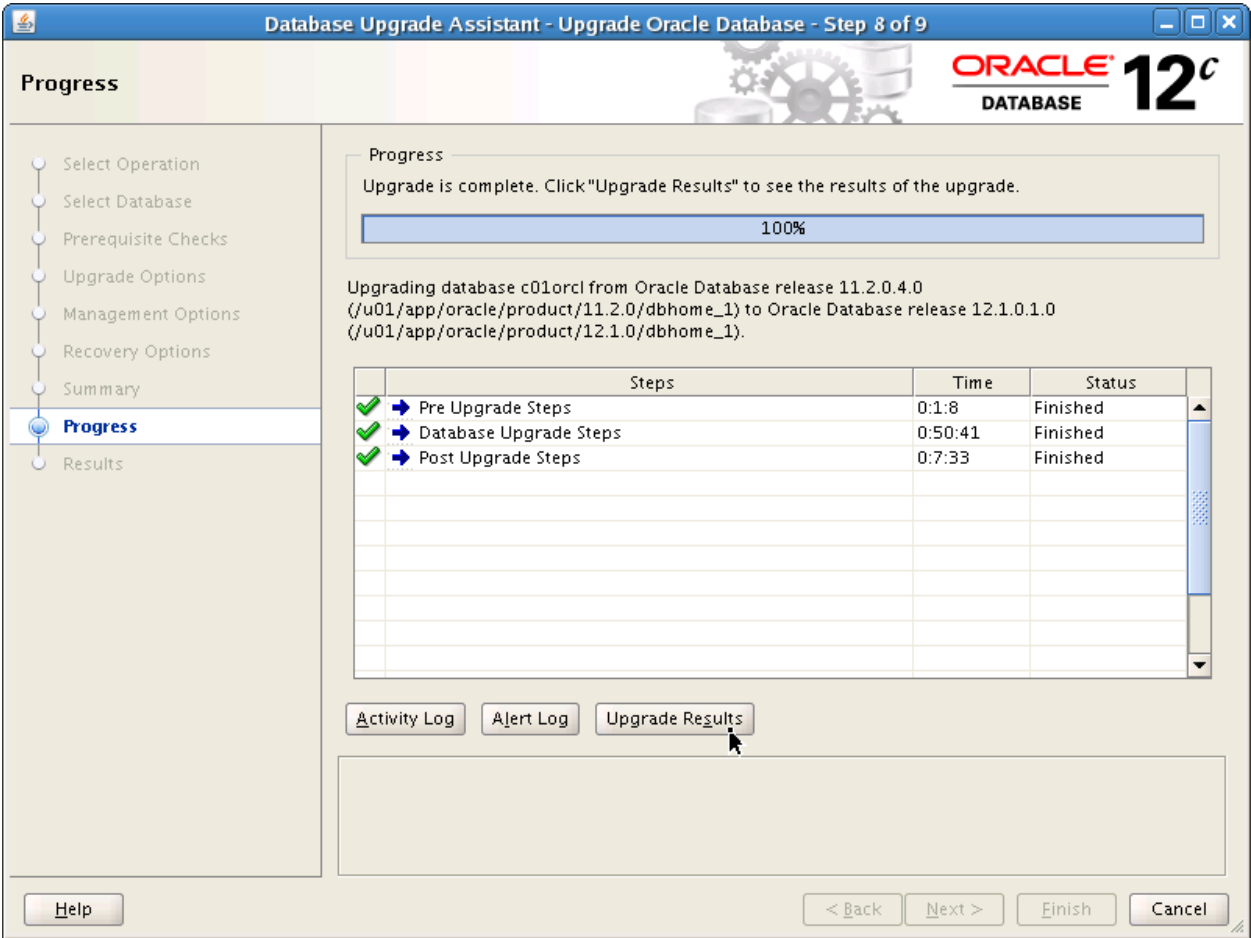 Database Upgrade Assistant - Upgrade Oracle Database - Step 8 of 9
Progress
ORACLE
DATABASE
12c
Select Operation
Select Database
Prerequisite Checks
Upgrade Options
Management Options
Recovery Options
Summary
Progress
Results
Progress
Upgrade is complete. Click "Upgrade Results" to see the results of the upgrade.
100%
Upgrading database c01orcl from Oracle Database release 11.2.0.4.0
(/u01/app/oracle/product/11.2.0/dbhome_1) to Oracle Database release 12.1.0.1.0
(/u01/app/oracle/product/12.1.0/dbhome_1).
Steps Time Status
Pre Upgrade Steps 0:1:8 Finished
Database Upgrade Steps 0:50:41 Finished
Post Upgrade Steps 0:7:33 Finished
Activity Log Alert Log Upgrade Results
Help < Back Next > Finish Cancel